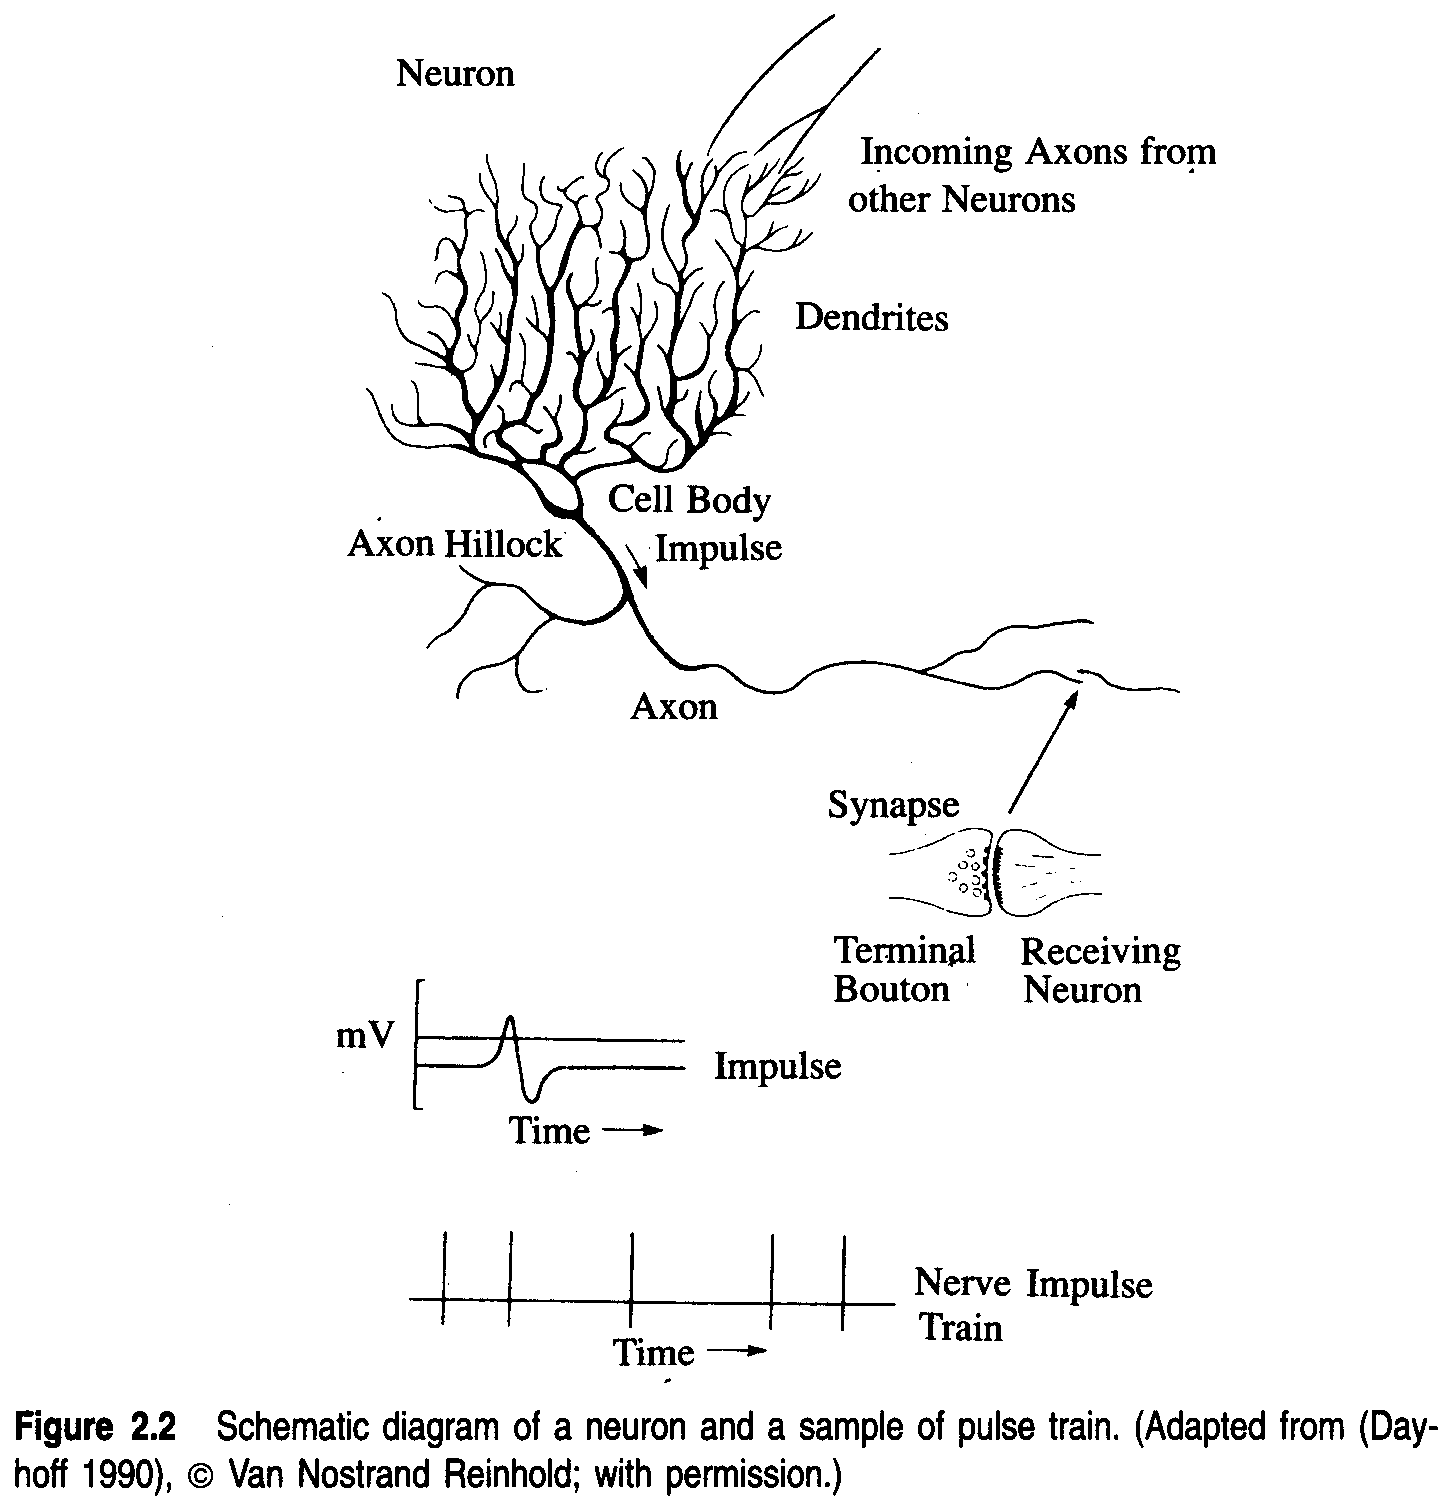 Neuron
Incoming Axons from
other Neurons
Dendrites
Cell Body
Axon Hillock
Impulse
Axon
Synapse
Terminal
Bouton
Receiving
Neuron
mV
Impulse
Time
Nerve Impulse
Train
Time
Figure 2.2 Schematic diagram of a neuron and a sample of pulse train. (Adapted from (Day-
hoff 1990), © Van Nostrand Reinhold; with permission.)